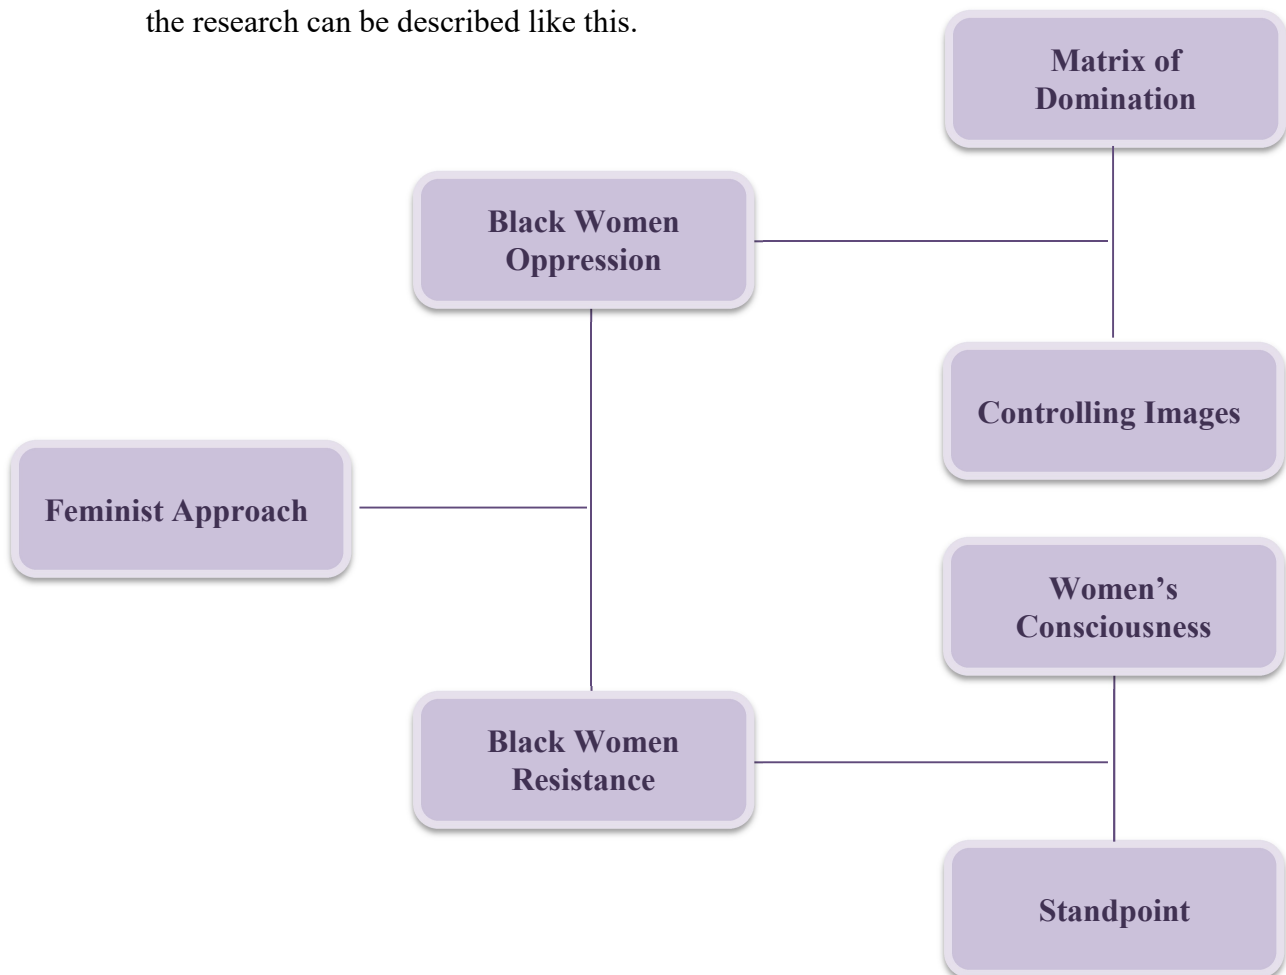 the research can be described like this.
Matrix of
Domination
Black Women
Oppression
Controlling Images
Feminist Approach
Women’s
Consciousness
Black Women
Resistance
Standpoint